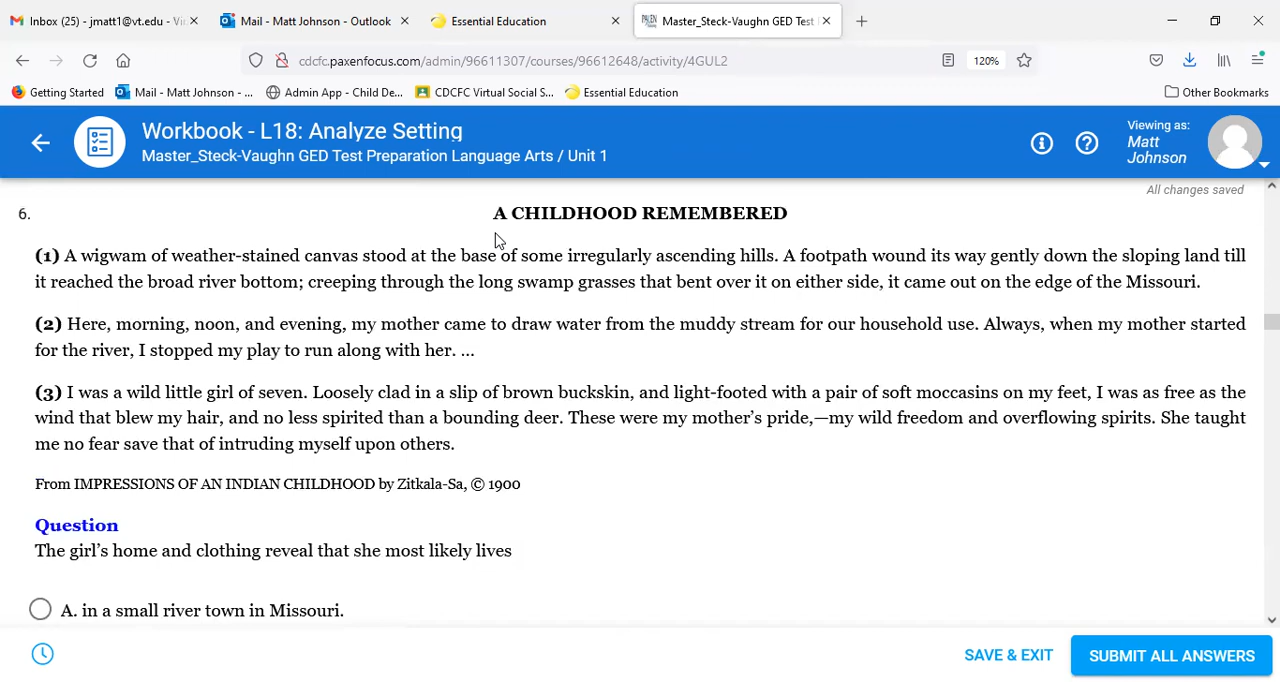 Inbox (25) - jmatt1@vt.edu - Vi
Mail - Matt Johnson - Outlook
Essential Education
PAXEN
Master_Steck-Vaughn GED Test
cdcfc.paxenfocus.com/admin/96611307/courses/96612648/activity/4GUL2
120%
Getting Started
Mail - Matt Johnson - ...
Admin App - Child De...
CDCFC Virtual Social S...
Essential Education
Other Bookmarks
Workbook - L18: Analyze Setting
Master_Steck-Vaughn GED Test Preparation Language Arts / Unit 1
Viewing as:
Matt
Johnson
All changes saved
6.
A CHILDHOOD REMEMBERED
(1) A wigwam of weather-stained canvas stood at the base of some irregularly ascending hills. A footpath wound its way gently down the sloping land till
it reached the broad river bottom; creeping through the long swamp grasses that bent over it on either side, it came out on the edge of the Missouri.
(2) Here, morning, noon, and evening, my mother came to draw water from the muddy stream for our household use. Always, when my mother started
for the river, I stopped my play to run along with her. ...
(3) I was a wild little girl of seven. Loosely clad in a slip of brown buckskin, and light-footed with a pair of soft moccasins on my feet, I was as free as the
wind that blew my hair, and no less spirited than a bounding deer. These were my mother's pride,—my wild freedom and overflowing spirits. She taught
me no fear save that of intruding myself upon others.
From IMPRESSIONS OF AN INDIAN CHILDHOOD by Zitkala-Sa, © 1900
Question
The girl's home and clothing reveal that she most likely lives
A. in a small river town in Missouri.
SAVE & EXIT
SUBMIT ALL ANSWERS